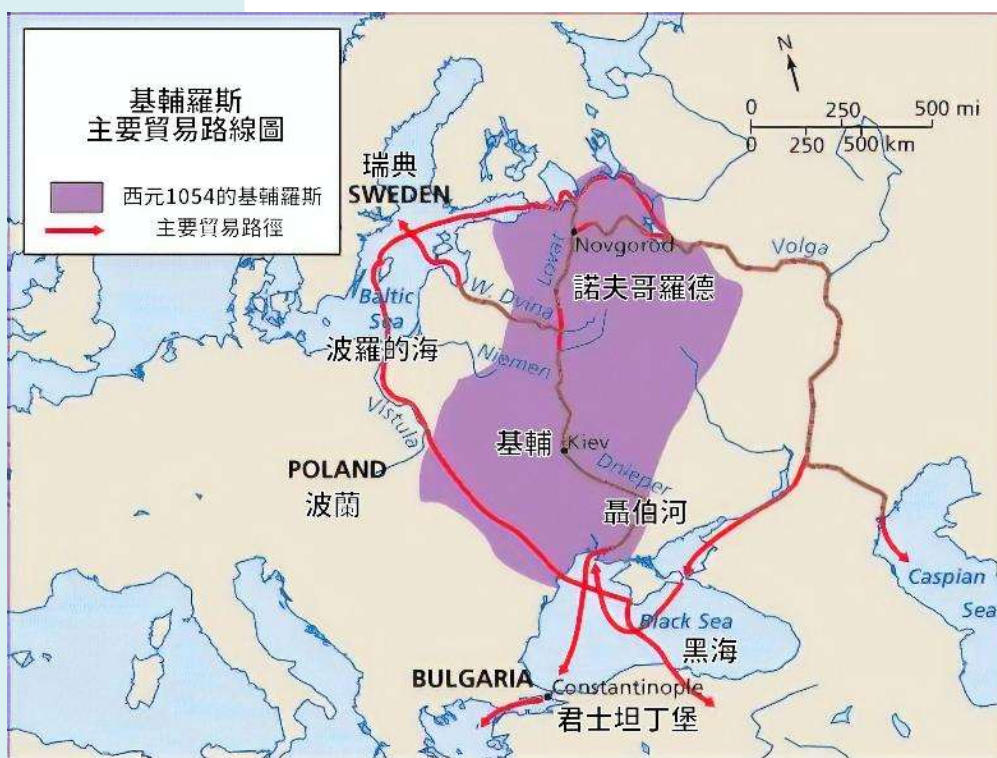 基輔羅斯
主要貿易路線圖
西元1054的基輔羅斯
主要貿易路徑
N
0 250 500 mi
0 250 500 km
瑞典
SWEDEN
Novgorod
諾夫哥羅德
Lovat
Volga
W. Dvina
Baltic
Sea
波羅的海
Niemen
Vistula
基輔
Kiev
Dnieper
聶伯河
POLAND
波蘭
Caspian
Sea
Black Sea
黑海
BULGARIA
Constantinople
君士坦丁堡